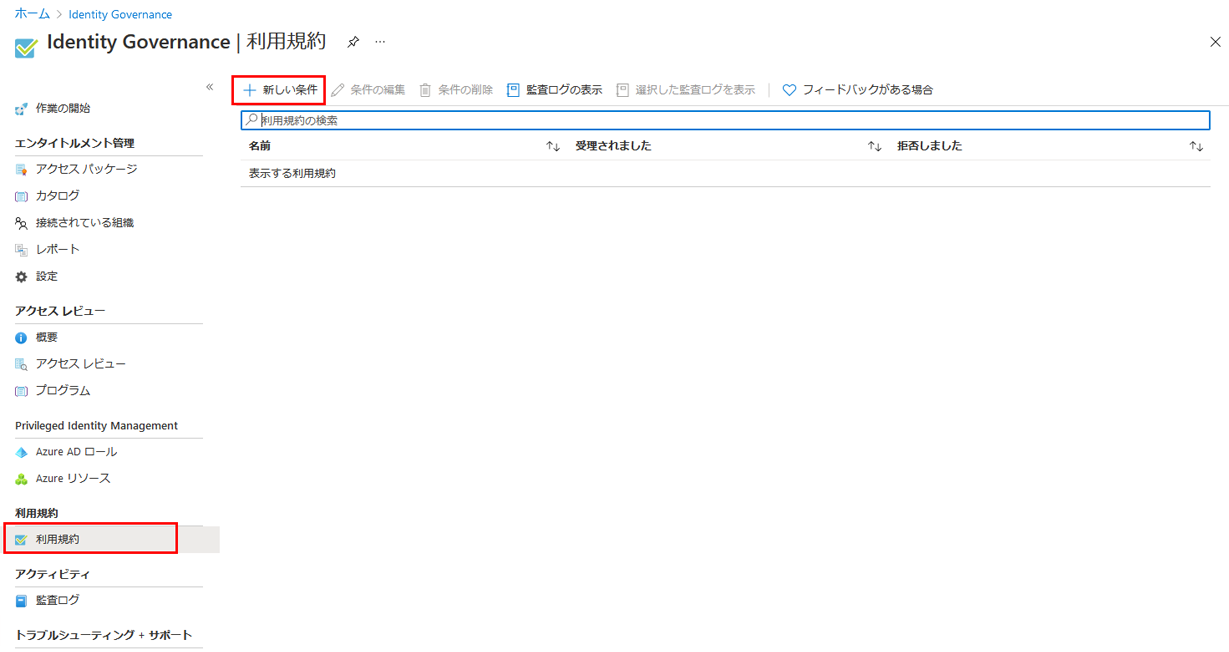 ホーム > Identity Governance
Identity Governance | 利用規約
新しい条件 条件の編集 条件の削除 監査ログの表示 選択した監査ログを表示 フィードバックがある場合
利用規約の検索
名前 受理されました 拒否しました
表示する利用規約
作業の開始
エンタイトルメント管理
アクセス パッケージ
カタログ
接続されている組織
レポート
設定
アクセス レビュー
概要
アクセス レビュー
プログラム
Privileged Identity Management
Azure AD ロール
Azure リソース
利用規約
利用規約
アクティビティ
監査ログ
トラブルシューティング + サポート